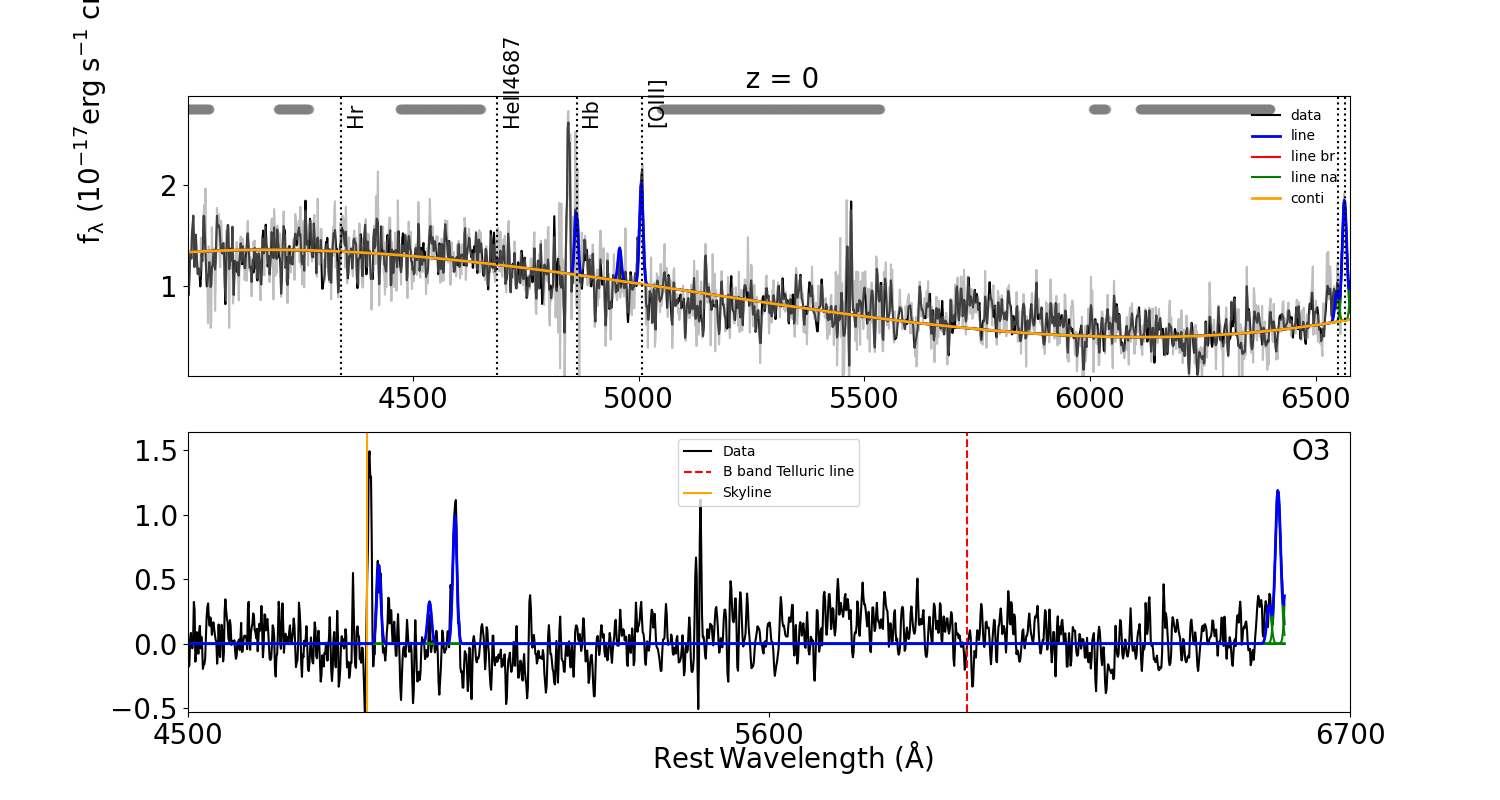 z = 0
f_λ (10^{−17}erg s^{−1} c
Hr
HeII4687
Hb
[OIII]
data
line
line br
line na
conti
2
1
4500 5000 5500 6000 6500
O3
Data
B band Telluric line
Skyline
1.5
1.0
0.5
0.0
−0.5
4500 5600 6700
Rest Wavelength (Å)